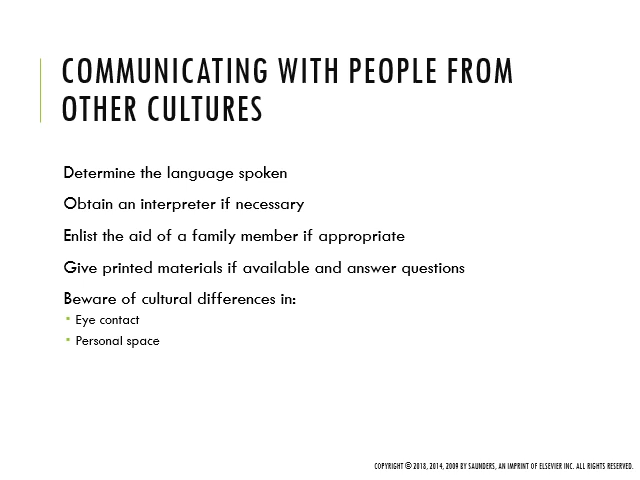 COMMUNICATING WITH PEOPLE FROM
OTHER CULTURES
Determine the language spoken
Obtain an interpreter if necessary
Enlist the aid of a family member if appropriate
Give printed materials if available and answer questions
Beware of cultural differences in:
▪ Eye contact
▪ Personal space
COPYRIGHT © 2018, 2014, 2009 BY SAUNDERS, AN IMPRINT OF ELSEVIER INC. ALL RIGHTS RESERVED.